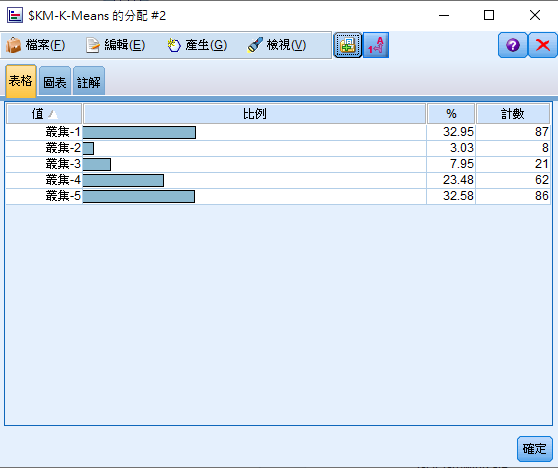 $KM-K-Means 的分配 #2
檔案(F) 編輯(E) 產生(G) 檢視(V)
表格 圖表 註解
值 比例 % 計數
叢集-1 32.95 87
叢集-2 3.03 8
叢集-3 7.95 21
叢集-4 23.48 62
叢集-5 32.58 86
確定